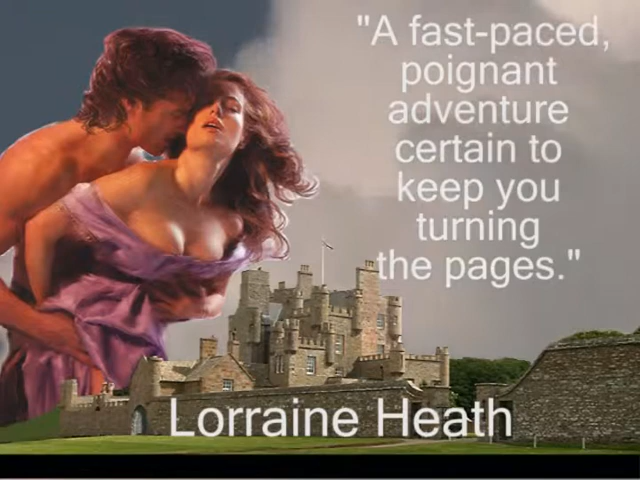 "A fast-paced,
poignant
adventure
certain to
keep you
turning
the pages."
Lorraine Heath